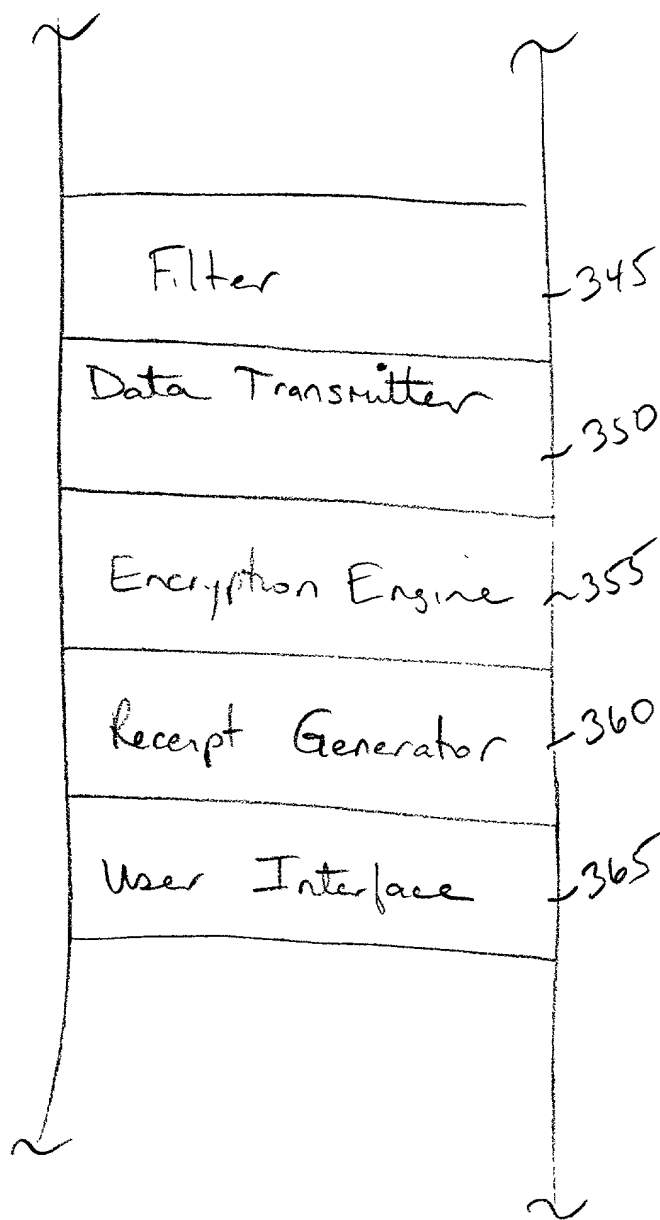 Filter
345
Data Transmitter
350
Encryption Engine
355
Receipt Generator
360
User Interface
365